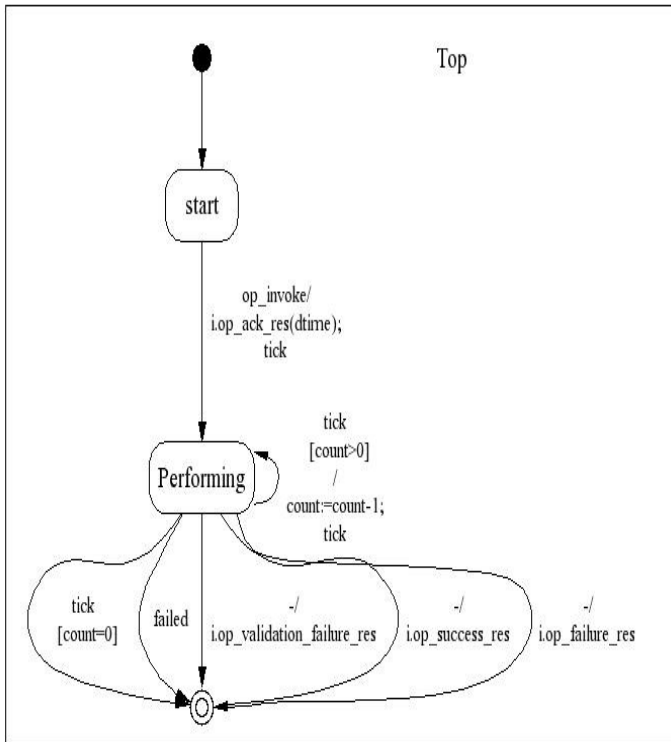 Top
start
op_invoke/
i.op_ack_res(dtime);
tick
tick
[count>0]
/
count:=count-1;
tick
Performing
tick
[count=0]
failed
-/
i.op_validation_failure_res
-/
i.op_success_res
-/
i.op_failure_res